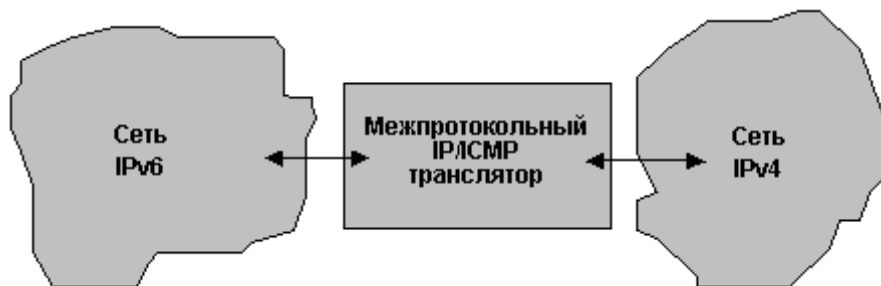 Сеть
IPv6
Межпротокольный
IP/ICMP
транслятор
Сеть
IPv4